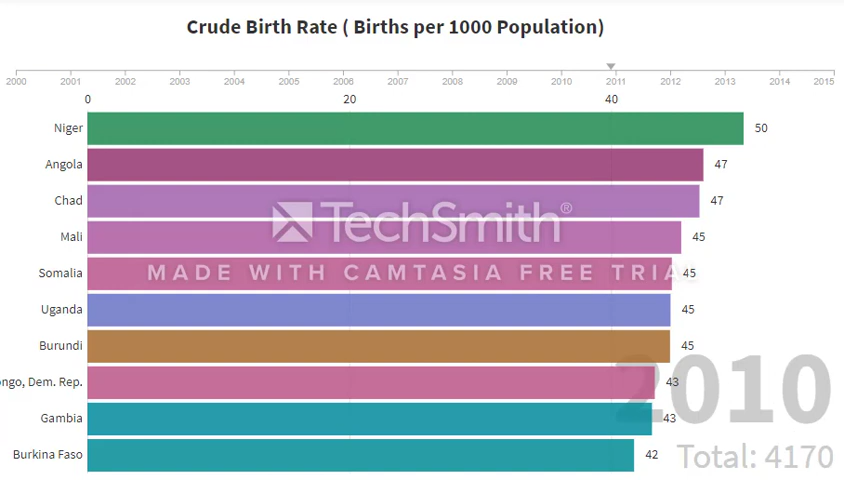 Crude Birth Rate ( Births per 1000 Population)
2000 2001 2002 2003 2004 2005 2006 2007 2008 2009 2010 2011 2012 2013 2014 2015
0 20 40
Niger 50
Angola 47
Chad 47
TechSmith®
Mali 45
MADE WITH CAMTASIA FREE TRIAL
Somalia 45
Uganda 45
Burundi 45
ongo, Dem. Rep. 43
2010
Gambia 43
Burkina Faso 42
Total: 4170